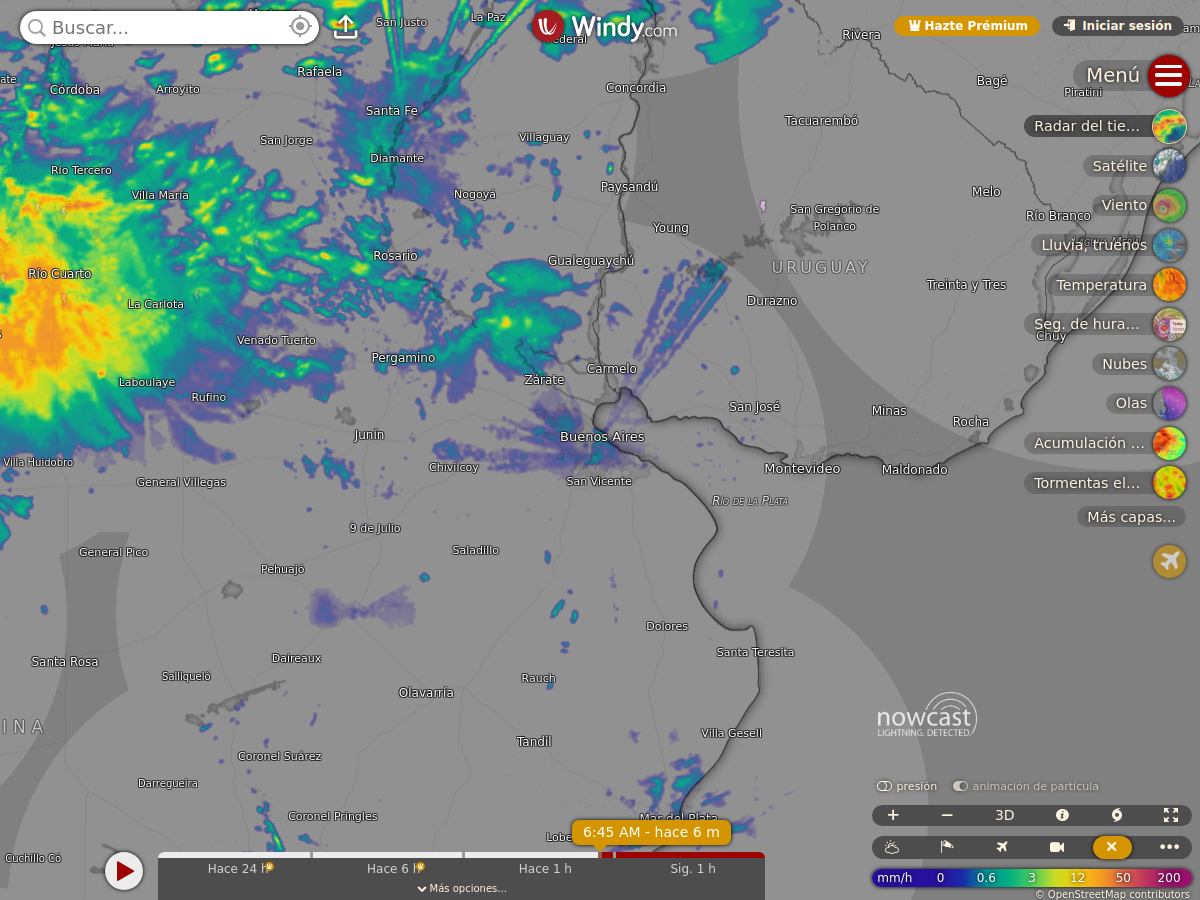 Buscar...
San Justo
La Paz
Windy.com
Federal
Rivera
Hazte Prémium
Iniciar sesión
Jesús María
Rafaela
Córdoba
Arroyito
Concordia
Bagé
Menú
Piratini
Santa Fe
Tacuarembó
Radar del tie...
San Jorge
Villaguay
Diamante
Río Tercero
Satélite
Villa María
Nogoyá
Paysandú
Melo
Viento
San Gregorio de
Polanco
Río Branco
Young
Lluvia, truenos
Rosario
Gualeguaychú
URUGUAY
Río Cuarto
Treinta y Tres
Temperatura
La Carlota
Durazno
Seg. de hura...
Chuy
Venado Tuerto
Pergamino
Carmelo
Nubes
Laboulaye
Zárate
Rufino
San José
Minas
Olas
Rocha
Junín
Buenos Aires
Acumulación ...
Villa Huidobro
Chivilcoy
Montevideo
Maldonado
General Villegas
San Vicente
Tormentas el...
Río de la Plata
Más capas...
9 de Julio
General Pico
Saladillo
Pehuajó
Dolores
Santa Rosa
Daireaux
Santa Teresita
Salliqueló
Rauch
Olavarría
INA
nowcast
LIGHTNING. DETECTED.
Tandil
Villa Gesell
Coronel Suárez
Darregueira
presión
animación de partícula
Coronel Pringles
Mar del Plata
+
−
3D
6:45 AM - hace 6 m
Lobe
Cuchillo Có
Hace 24 h
Hace 6 h
Hace 1 h
Sig. 1 h
Más opciones...
mm/h
0
0.6
3
12
50
200
© OpenStreetMap contributors